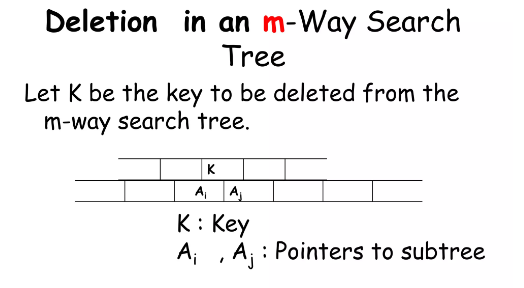 Deletion in an m-Way Search
Tree
Let K be the key to be deleted from the
m-way search tree.
K
Ai Aj
K : Key
Ai , Aj : Pointers to subtree